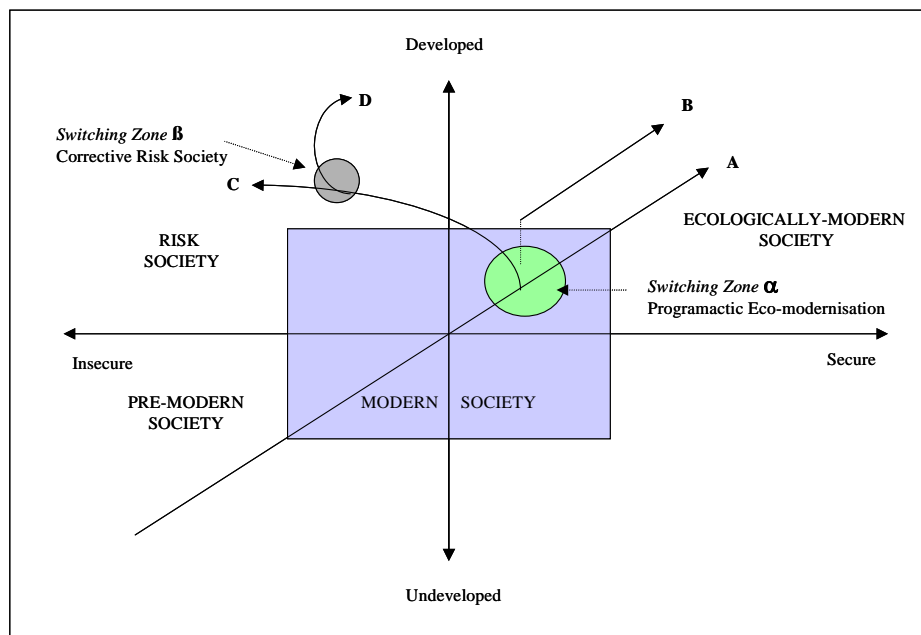 Developed
D
B
Switching Zone ß
Corrective Risk Society
A
C
ECOLOGICALLY-MODERN
SOCIETY
RISK
SOCIETY
Switching Zone α
Programactic Eco-modernisation
Insecure
Secure
PRE-MODERN
SOCIETY
MODERN SOCIETY
Undeveloped